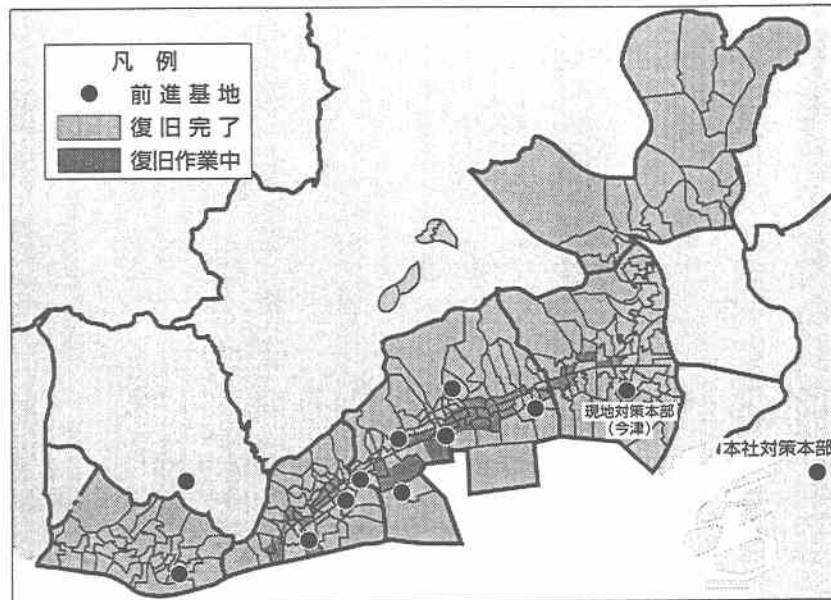 凡例
前進基地
復旧完了
復旧作業中
現地対策本部
(今津)
本社対策本部